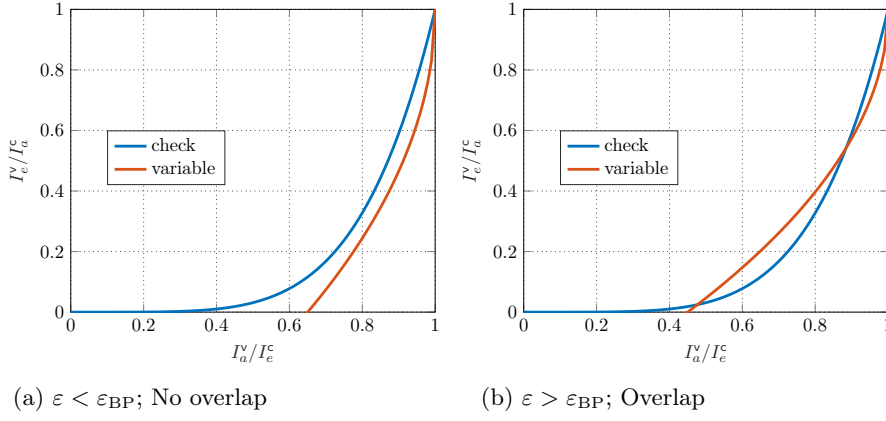 1
0.8
0.6
0.4
0.2
0
0 0.2 0.4 0.6 0.8 1
I_e^v/I_a^c
I_a^v/I_e^c
check
variable
(a) ε < ε_BP; No overlap
1
0.8
0.6
0.4
0.2
0
0 0.2 0.4 0.6 0.8 1
I_e^v/I_a^c
I_a^v/I_e^c
check
variable
(b) ε > ε_BP; Overlap